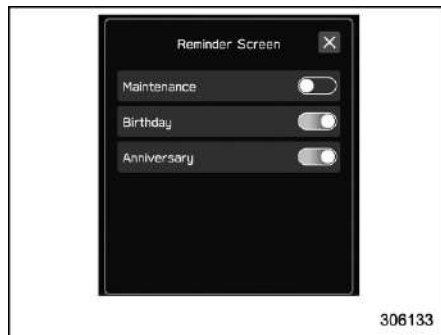 Reminder Screen
Maintenance
Birthday
Anniversary
306133